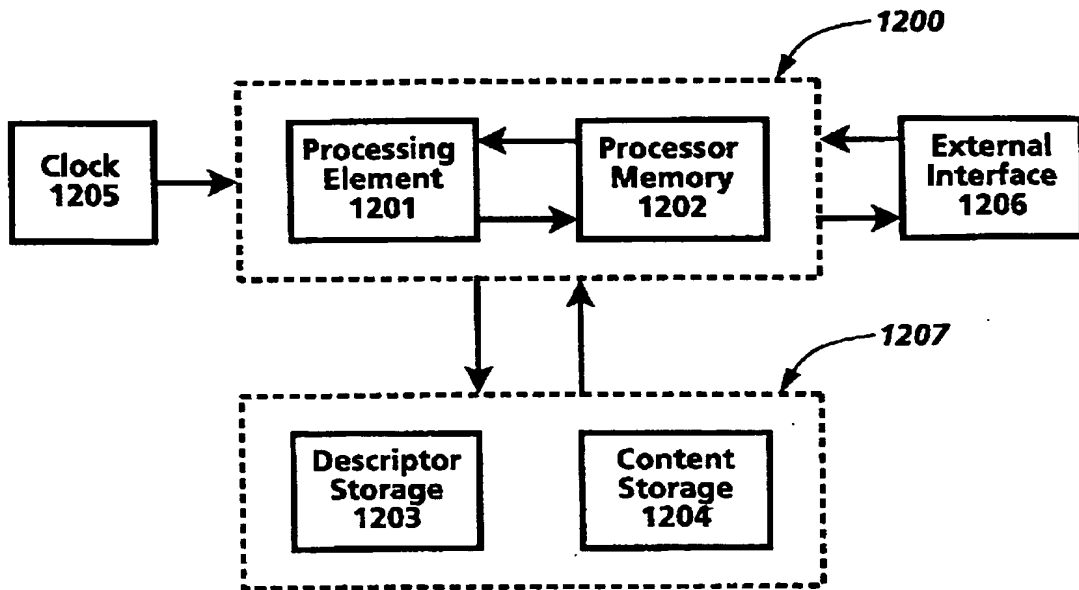 1200
Clock
1205
Processing
Element
1201
Processor
Memory
1202
External
Interface
1206
1207
Descriptor
Storage
1203
Content
Storage
1204